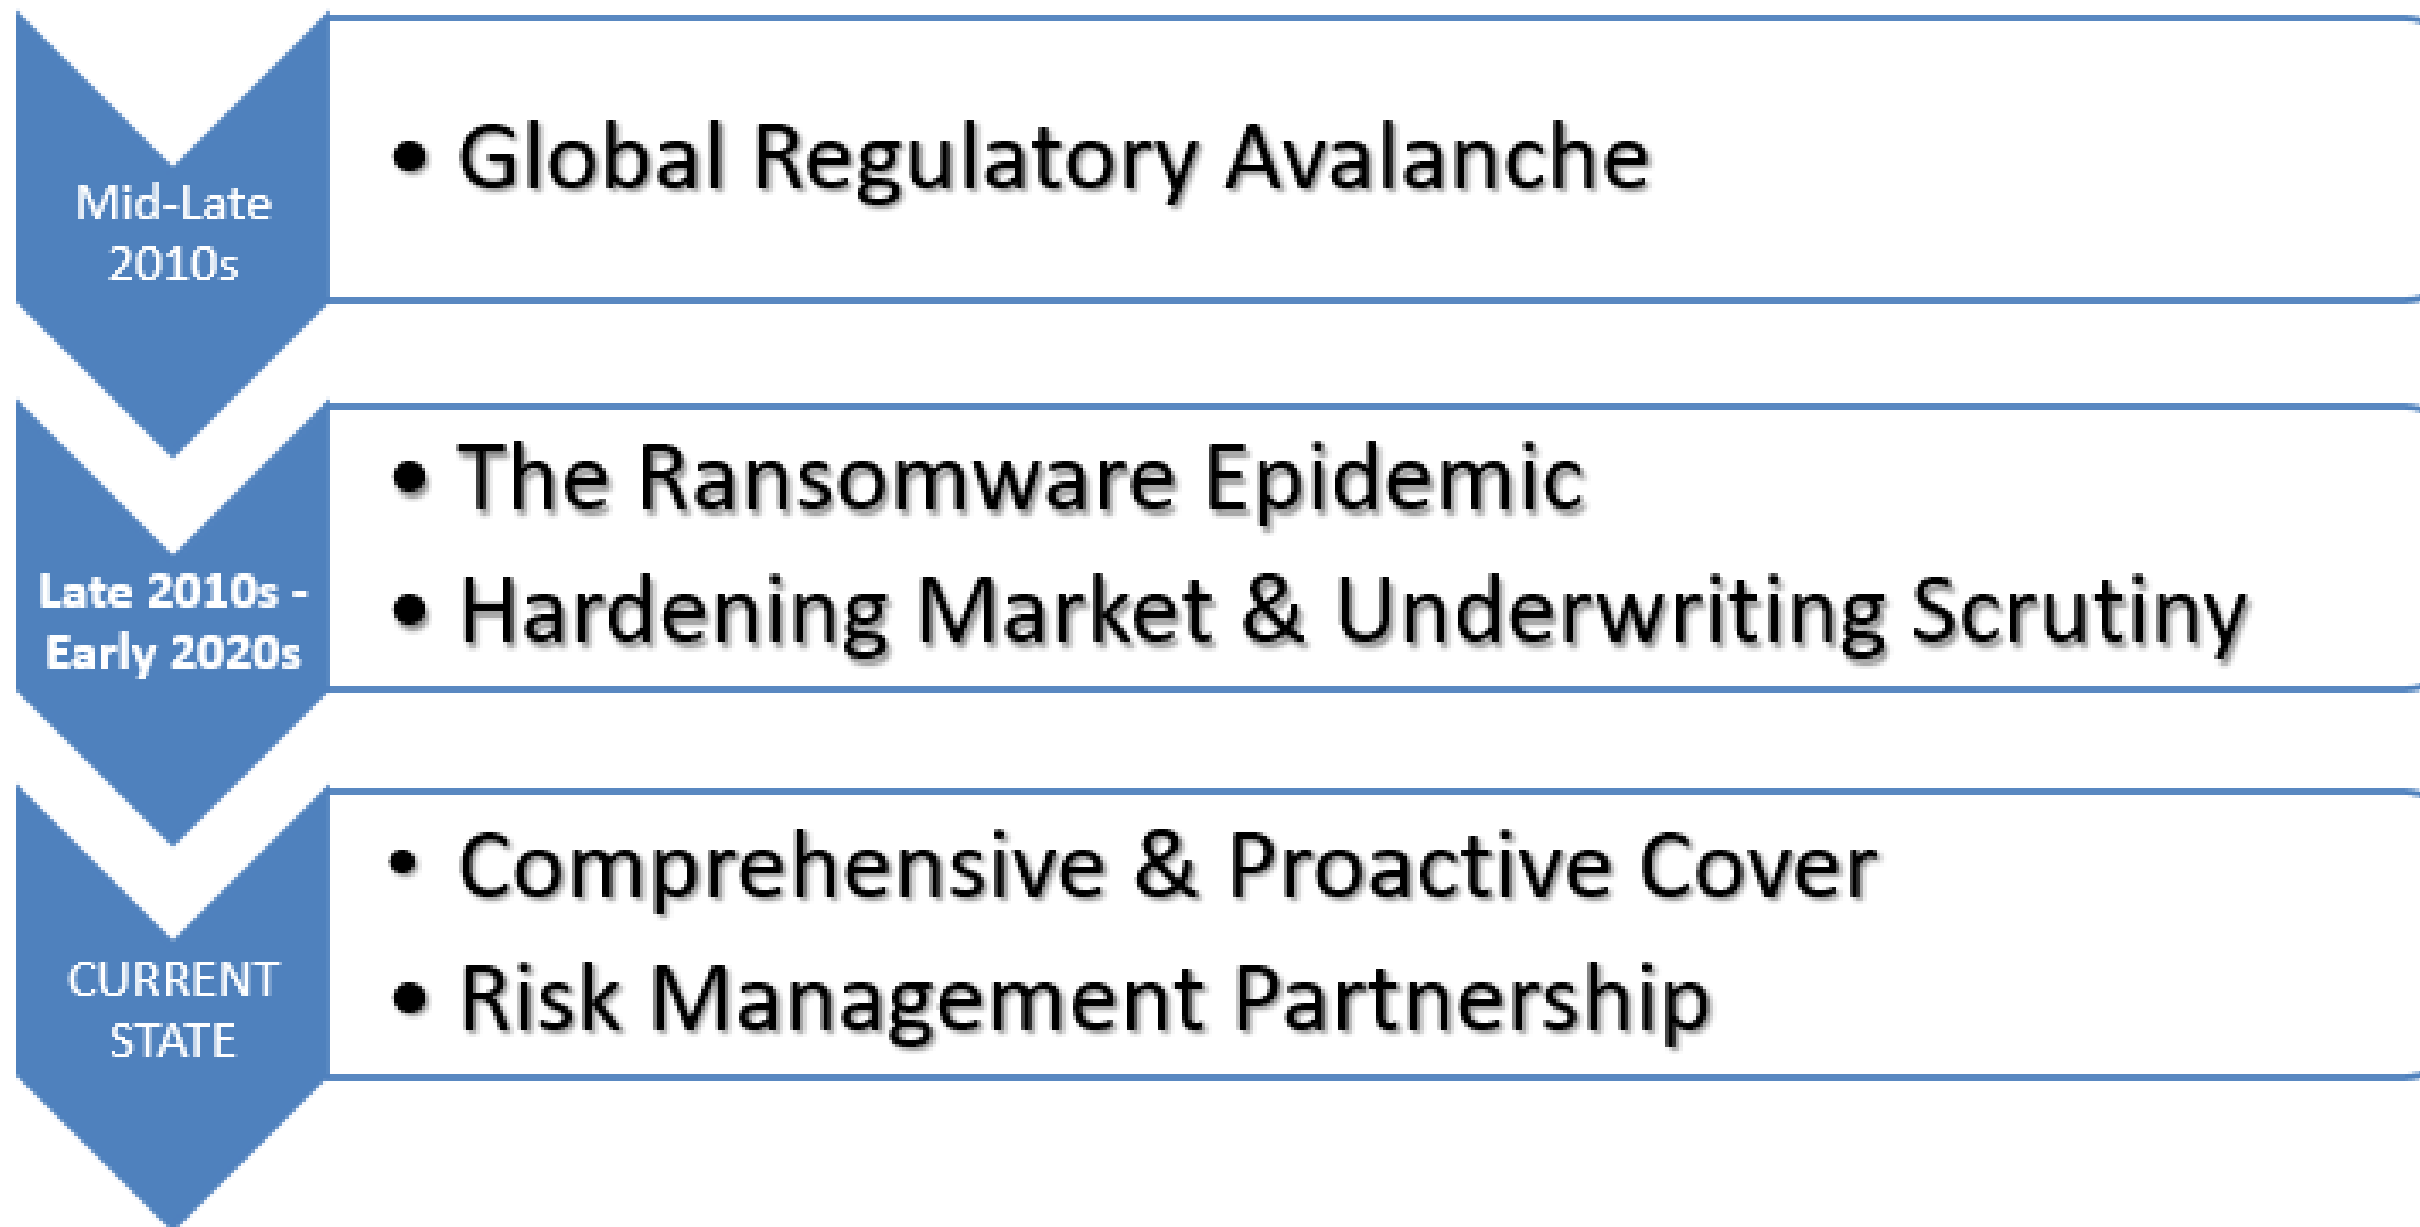 Mid-Late
2010s
• Global Regulatory Avalanche
Late 2010s -
Early 2020s
• The Ransomware Epidemic
• Hardening Market & Underwriting Scrutiny
CURRENT
STATE
• Comprehensive & Proactive Cover
• Risk Management Partnership